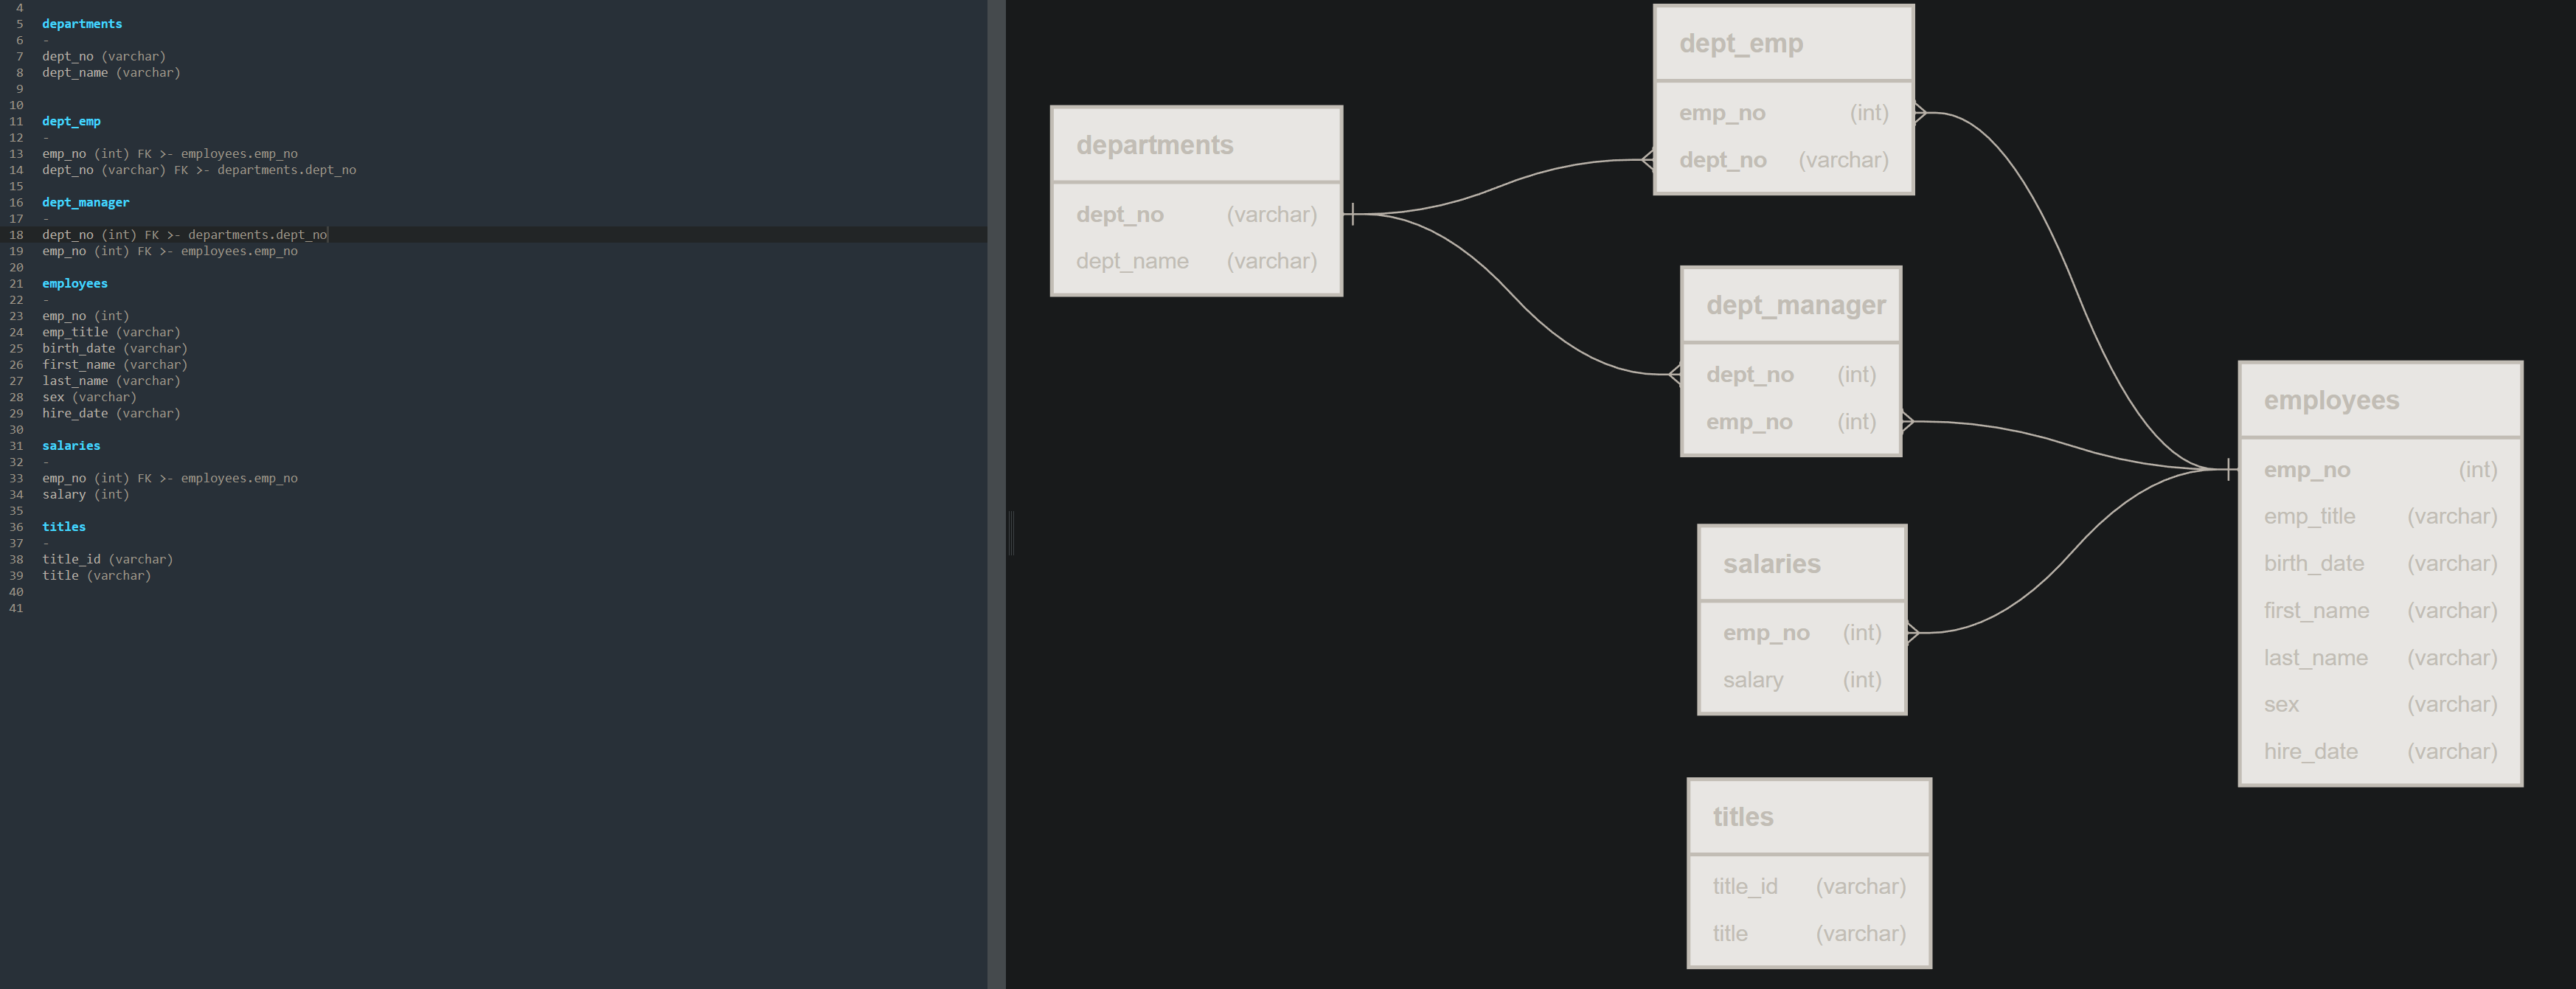 4
5 departments
6 -
7 dept_no (varchar)
8 dept_name (varchar)
9
10
11 dept_emp
12 -
13 emp_no (int) FK >- employees.emp_no
14 dept_no (varchar) FK >- departments.dept_no
15
16 dept_manager
17 -
18 dept_no (int) FK >- departments.dept_no
19 emp_no (int) FK >- employees.emp_no
20
21 employees
22 -
23 emp_no (int)
24 emp_title (varchar)
25 birth_date (varchar)
26 first_name (varchar)
27 last_name (varchar)
28 sex (varchar)
29 hire_date (varchar)
30
31 salaries
32 -
33 emp_no (int) FK >- employees.emp_no
34 salary (int)
35
36 titles
37 -
38 title_id (varchar)
39 title (varchar)
40
41
departments
dept_no (varchar)
dept_name (varchar)
dept_emp
emp_no (int)
dept_no (varchar)
dept_manager
dept_no (int)
emp_no (int)
salaries
emp_no (int)
salary (int)
titles
title_id (varchar)
title (varchar)
employees
emp_no (int)
emp_title (varchar)
birth_date (varchar)
first_name (varchar)
last_name (varchar)
sex (varchar)
hire_date (varchar)